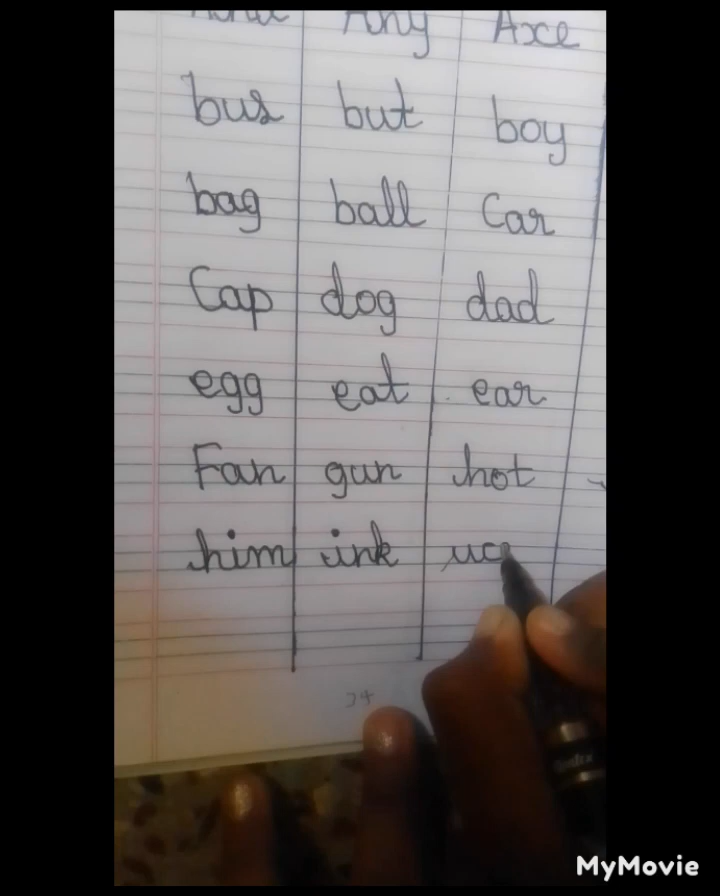 Any Axe
bus but boy
bag ball Car
Cap dog dad
egg eat ear
Fan gun hot
him ink
34
MyMovie